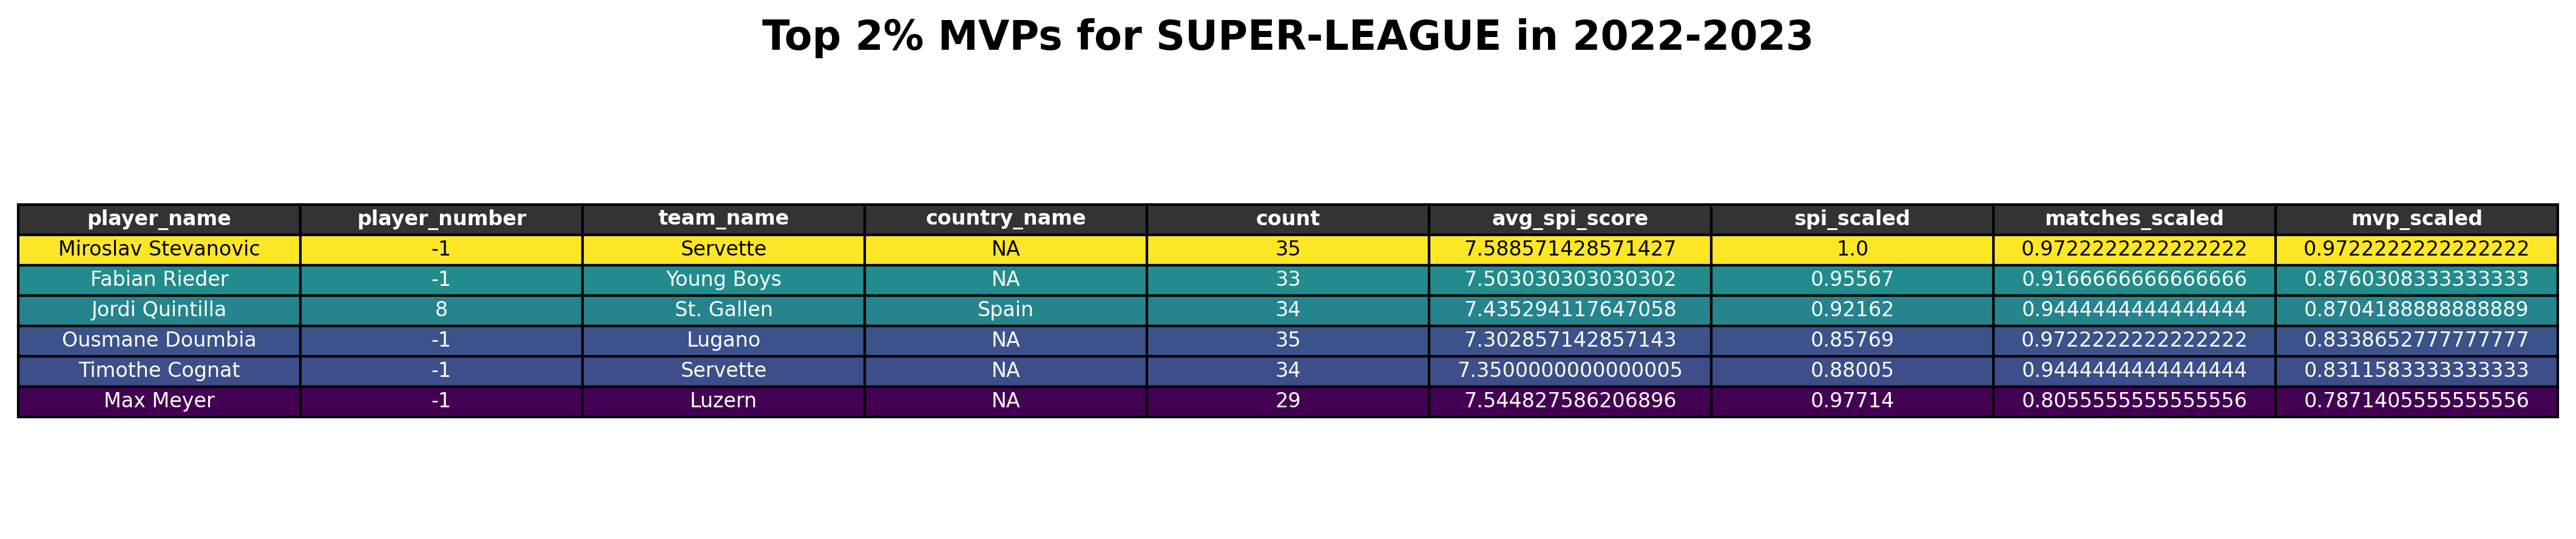 Top 2% MVPs for SUPER-LEAGUE in 2022-2023
player_name player_number team_name country_name count avg_spi_score spi_scaled matches_scaled mvp_scaled
Miroslav Stevanovic -1 Servette NA 35 7.588571428571427 1.0 0.9722222222222222 0.9722222222222222
Fabian Rieder -1 Young Boys NA 33 7.503030303030302 0.95567 0.9166666666666666 0.8760308333333333
Jordi Quintilla 8 St. Gallen Spain 34 7.435294117647058 0.92162 0.9444444444444444 0.8704188888888889
Ousmane Doumbia -1 Lugano NA 35 7.302857142857143 0.85769 0.9722222222222222 0.8338652777777777
Timothe Cognat -1 Servette NA 34 7.3500000000000005 0.88005 0.9444444444444444 0.8311583333333333
Max Meyer -1 Luzern NA 29 7.544827586206896 0.97714 0.8055555555555556 0.7871405555555556